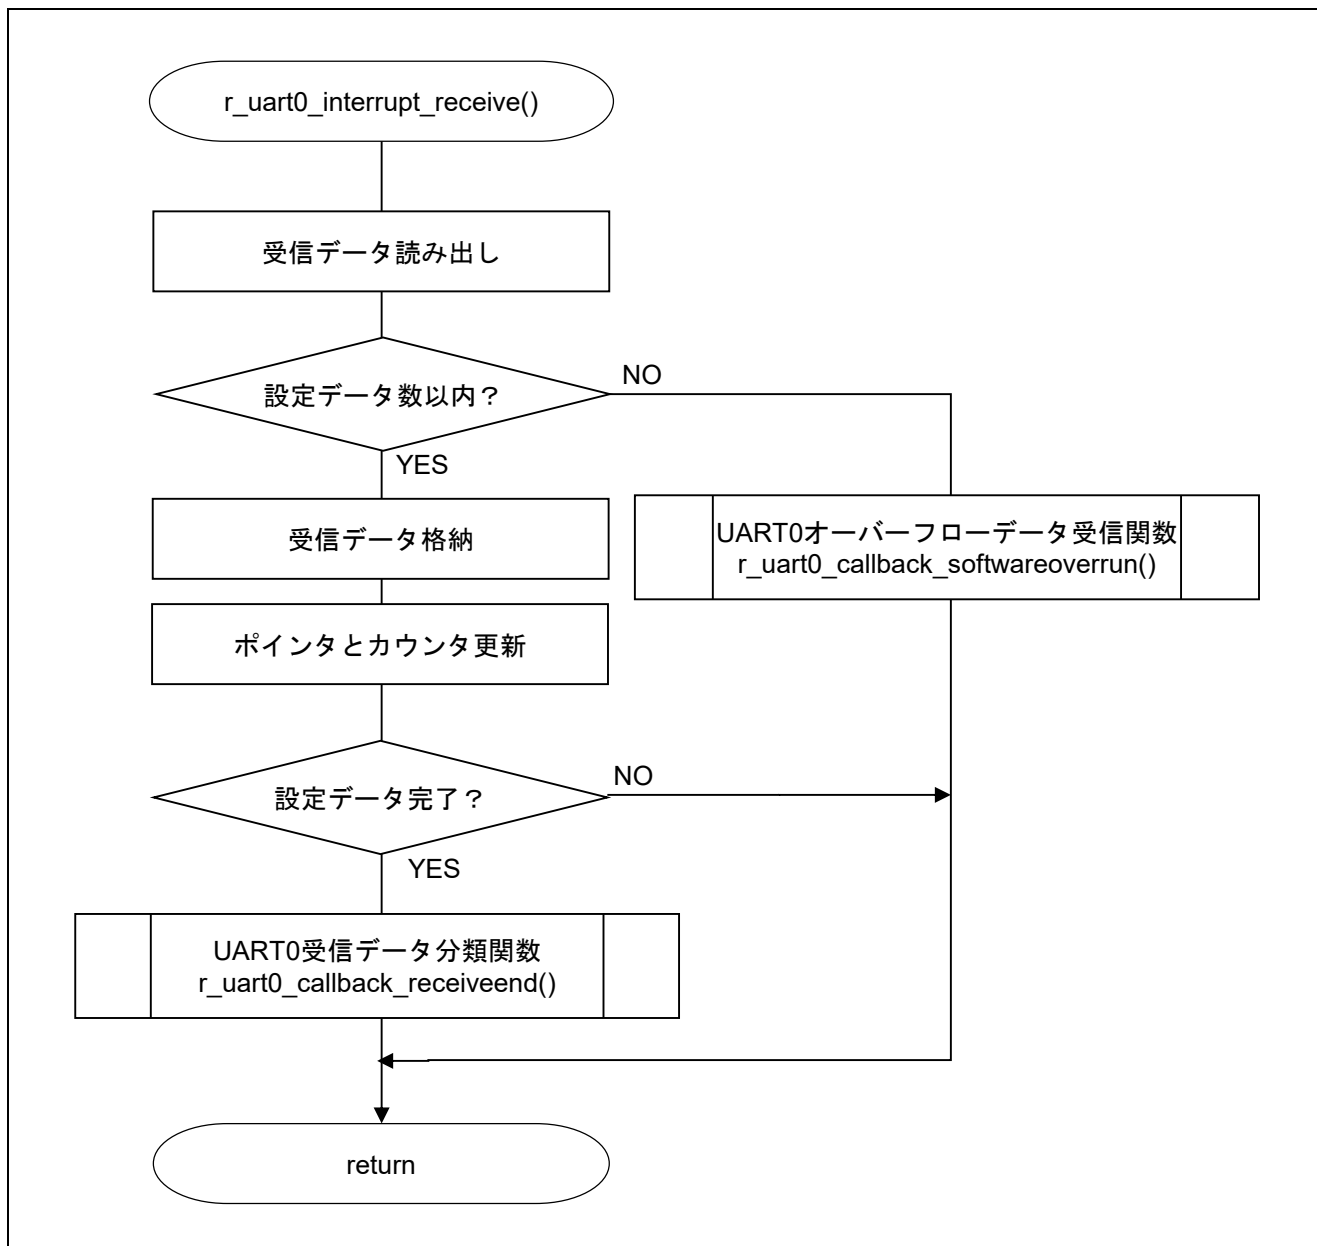 r_uart0_interrupt_receive()
受信データ読み出し
設定データ数以内？
NO
YES
受信データ格納
UART0オーバーフローデータ受信関数
r_uart0_callback_softwareoverrun()
ポインタとカウンタ更新
設定データ完了？
NO
YES
UART0受信データ分類関数
r_uart0_callback_receiveend()
return